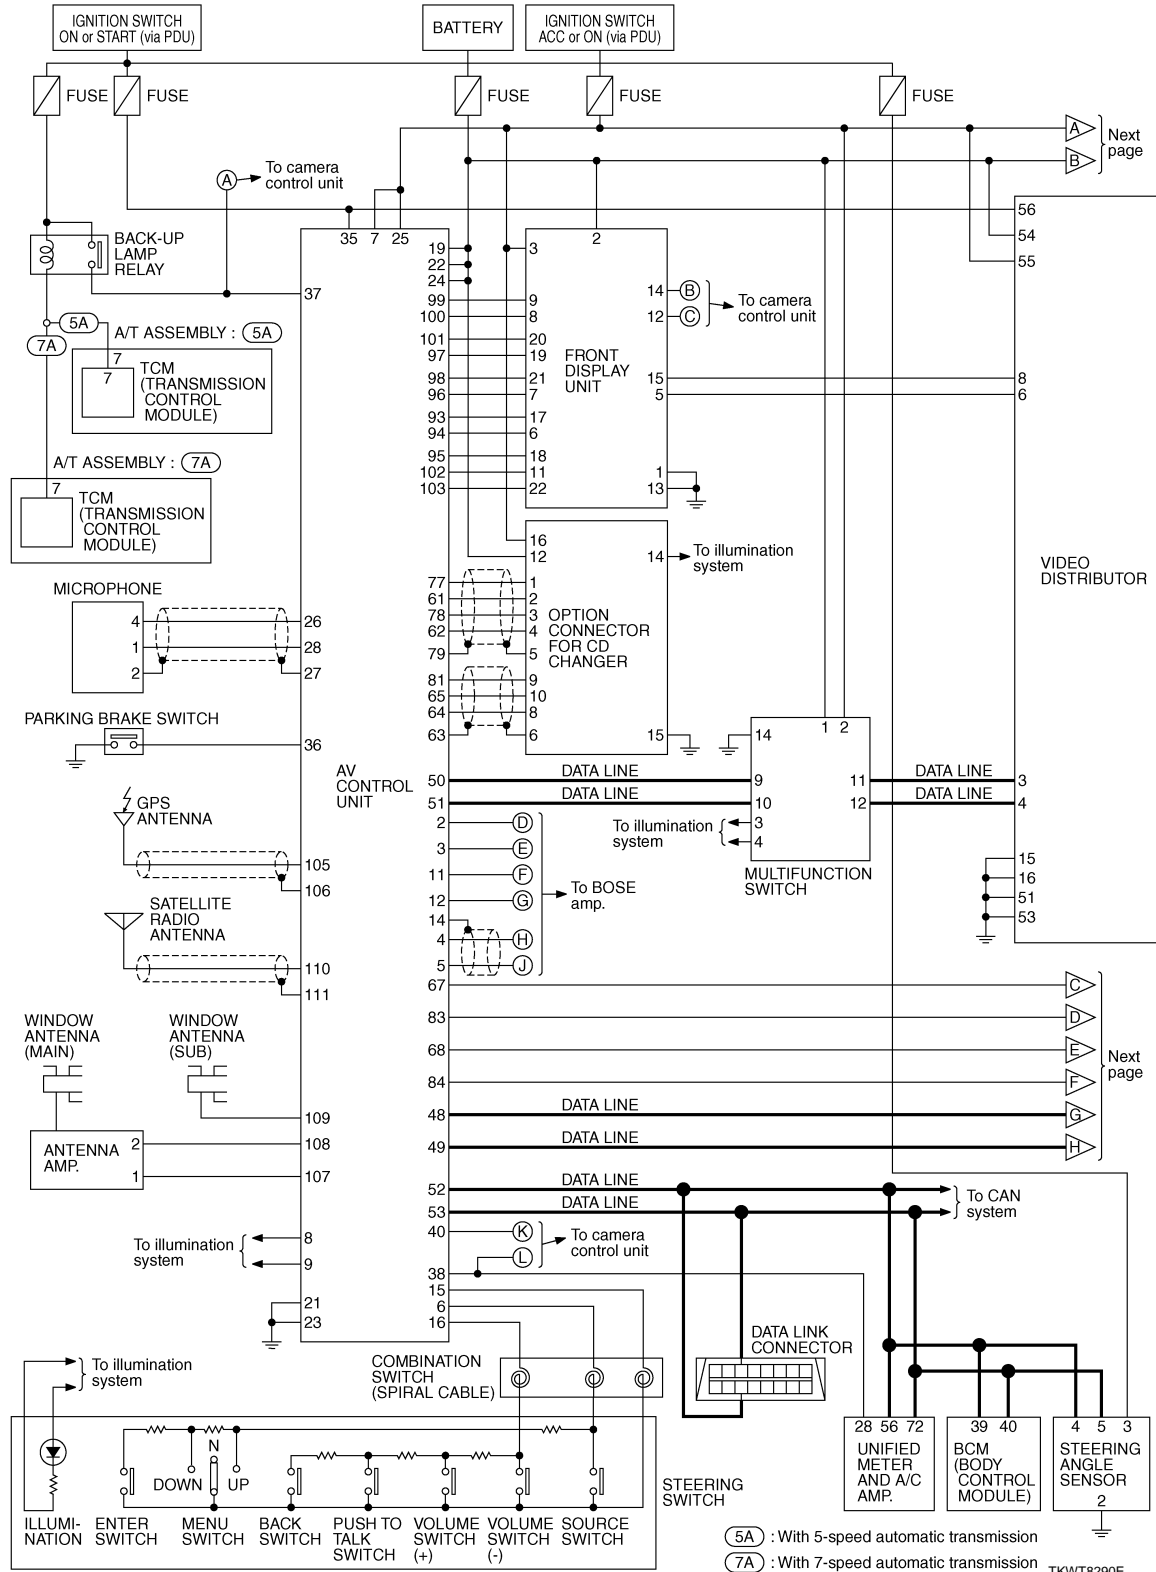 IGNITION SWITCH
ON or START (via PDU)
BATTERY
IGNITION SWITCH
ACC or ON (via PDU)
FUSE
FUSE
FUSE
FUSE
FUSE
A
B
Next
page
A
To camera
control unit
BACK-UP
LAMP
RELAY
35 7 25
37
5A
7A
A/T ASSEMBLY : 5A
7
7
TCM
(TRANSMISSION
CONTROL
MODULE)
A/T ASSEMBLY : 7A
7
TCM
(TRANSMISSION
CONTROL
MODULE)
19
22
24
99
100
101
97
98
96
93
94
95
102
103
2
3
9
8
20
19
21
7
17
6
18
11
22
FRONT
DISPLAY
UNIT
14
12
15
5
1
13
B
C
To camera
control unit
56
54
55
8
6
VIDEO
DISTRIBUTOR
16
12
14
To illumination
system
77
61
78
62
79
81
65
64
63
1
2
3
4
5
9
10
8
6
OPTION
CONNECTOR
FOR CD
CHANGER
15
MICROPHONE
4
1
2
26
28
27
PARKING BRAKE SWITCH
36
AV
CONTROL
UNIT
GPS
ANTENNA
105
106
SATELLITE
RADIO
ANTENNA
110
111
50
51
DATA LINE
DATA LINE
1 2
14
9
10
3
4
11
12
To illumination
system
MULTIFUNCTION
SWITCH
DATA LINE
DATA LINE
3
4
15
16
51
53
2
3
11
12
14
4
5
D
E
F
G
H
J
To BOSE
amp.
67
83
68
84
48
49
DATA LINE
DATA LINE
C
D
E
F
G
H
Next
page
WINDOW
ANTENNA
(MAIN)
WINDOW
ANTENNA
(SUB)
ANTENNA
AMP.
2
1
109
108
107
52
53
DATA LINE
DATA LINE
To CAN
system
To illumination
system
8
9
21
23
40
38
15
6
16
K
L
To camera
control unit
COMBINATION
SWITCH
(SPIRAL CABLE)
DATA LINK
CONNECTOR
To illumination
system
N
DOWN
UP
ILLUMI-
NATION
ENTER
SWITCH
MENU
SWITCH
BACK
SWITCH
PUSH TO
TALK
SWITCH
VOLUME
SWITCH
(+)
VOLUME
SWITCH
(-)
SOURCE
SWITCH
STEERING
SWITCH
28 56 72
UNIFIED
METER
AND A/C
AMP.
39 40
BCM
(BODY
CONTROL
MODULE)
4 5 3
STEERING
ANGLE
SENSOR
2
5A : With 5-speed automatic transmission
7A : With 7-speed automatic transmission
TKWT8290E